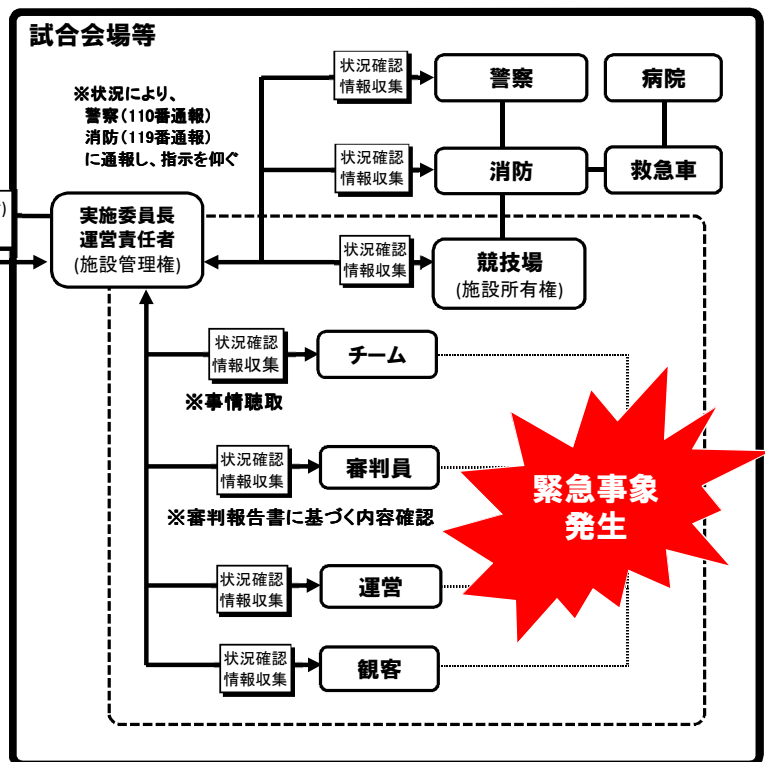 試合会場等
※状況により、
警察（110番通報）
消防（119番通報）
に通報し、指示を仰ぐ
状況確認
情報収集
警察
病院
状況確認
情報収集
消防
救急車
)
実施委員長
運営責任者
(施設管理権)
状況確認
情報収集
競技場
(施設所有権)
状況確認
情報収集
チーム
※事情聴取
状況確認
情報収集
審判員
※審判報告書に基づく内容確認
緊急事象
発生
状況確認
情報収集
運営
状況確認
情報収集
観客